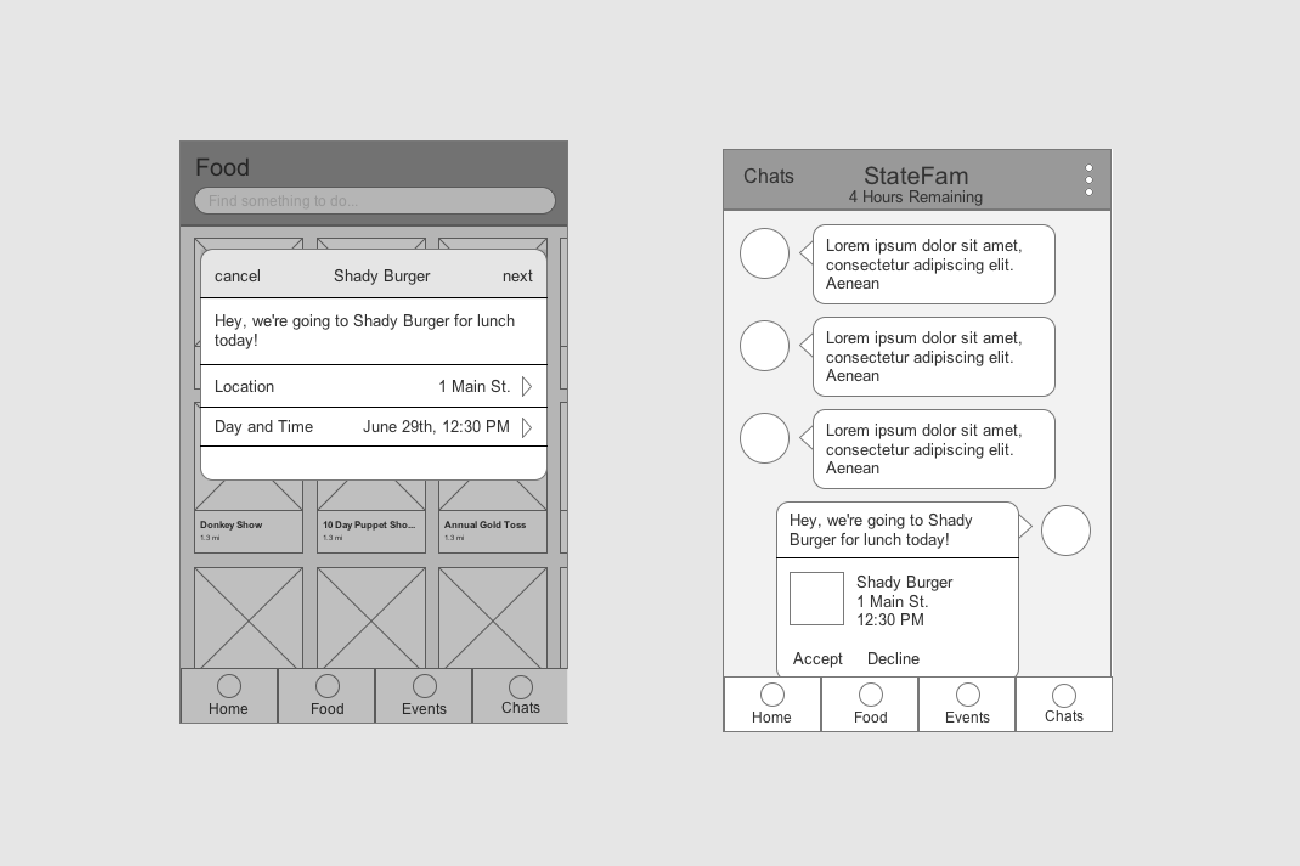 Food
Find something to do...
cancel
Shady Burger
next
Hey, we're going to Shady Burger for lunch
today!
Location
1 Main St.
Day and Time
June 29th, 12:30 PM
Donkey Show
1.3 mi
10 Day Puppet Sho...
1.3 mi
Annual Gold Toss
1.3 mi
Home
Food
Events
Chats
Chats
StateFam
4 Hours Remaining
Lorem ipsum dolor sit amet,
consectetur adipiscing elit.
Aenean
Lorem ipsum dolor sit amet,
consectetur adipiscing elit.
Aenean
Lorem ipsum dolor sit amet,
consectetur adipiscing elit.
Aenean
Hey, we're going to Shady
Burger for lunch today!
Shady Burger
1 Main St.
12:30 PM
Accept
Decline
Home
Food
Events
Chats